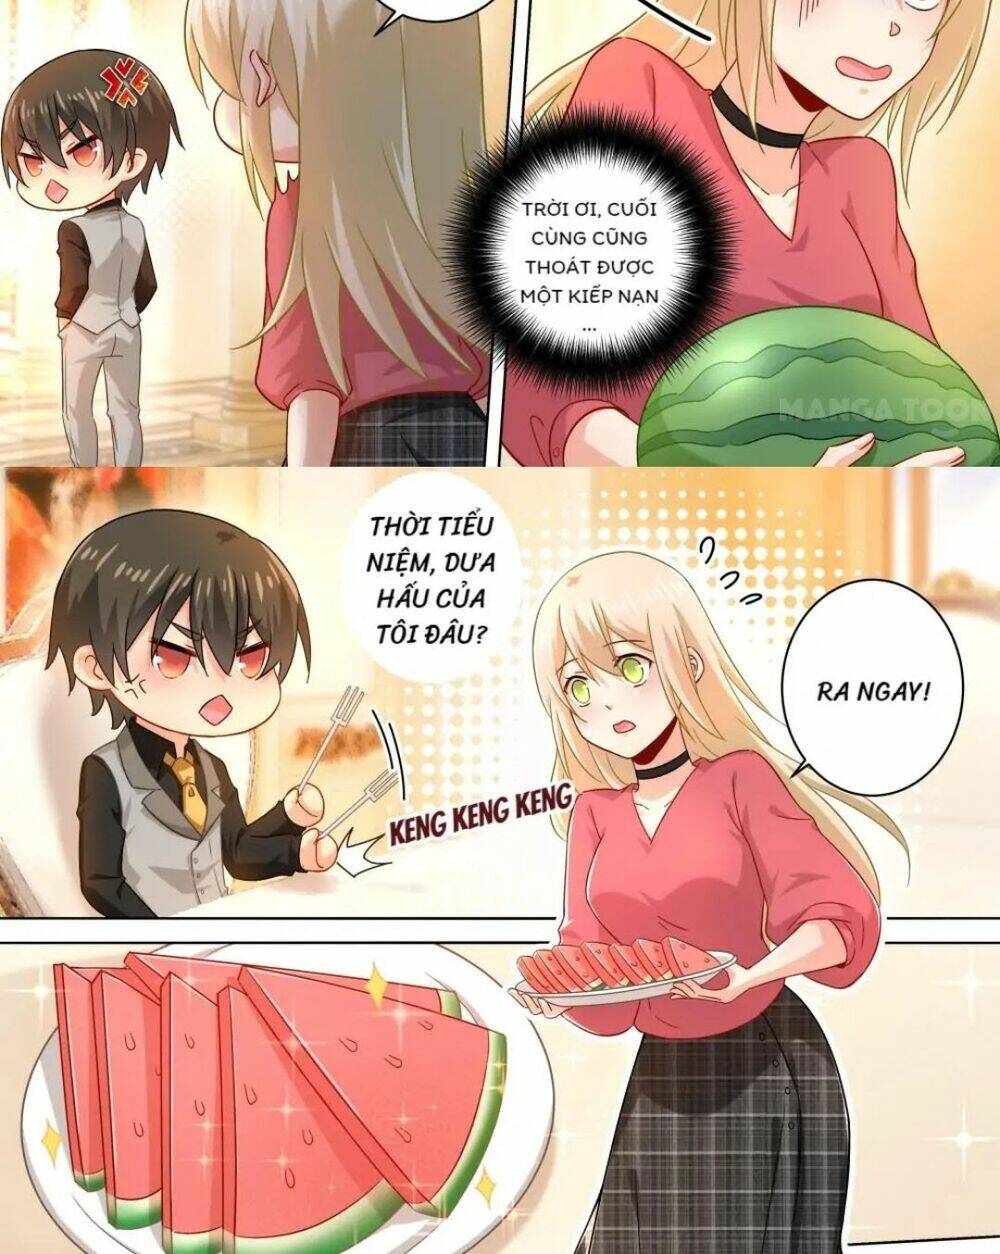 TRỜI ƠI, CUỐI
CÙNG CŨNG
THOÁT ĐƯỢC
MỘT KIẾP NẠN
...
MANGA TOON
THỜI TIỂU
NIỆM, DƯA
HẤU CỦA
TÔI ĐÂU?
RA NGAY!
KENG KENG KENG